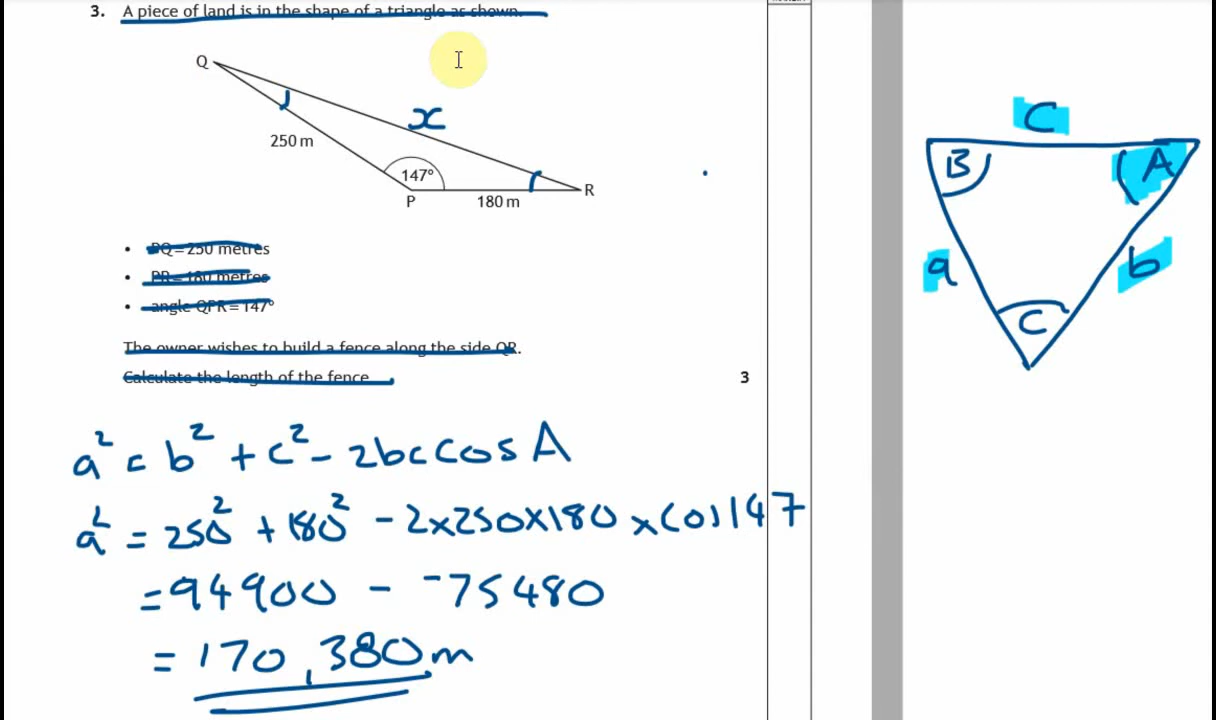 3. A piece of land is in the shape of a triangle as shown.
Q
x
250 m
147°
P
180 m
R
• PQ = 250 metres
• PR = 180 metres
• angle QPR = 147°
The owner wishes to build a fence along the side QR.
Calculate the length of the fence
3
a² = b² + c² - 2bc cos A
a² = 250² + 180² - 2×250×180 × cos 147
= 94900 - -75480
= 170,380m
C
B
A
a
b
C